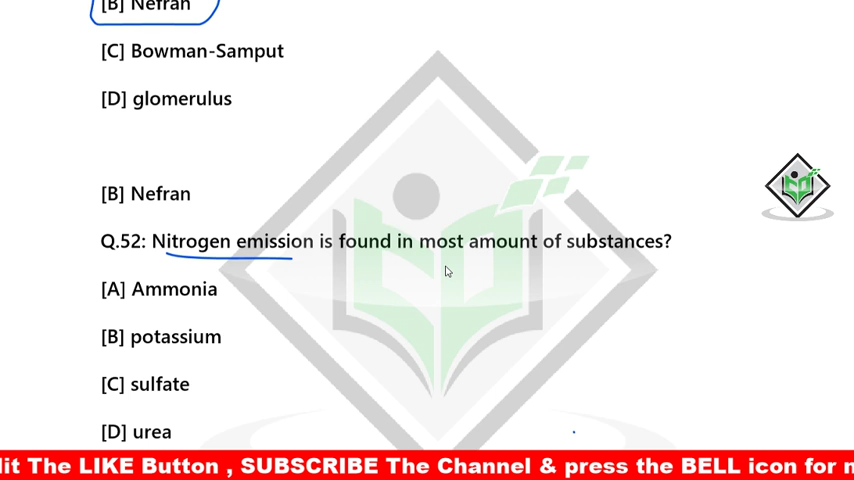 [B] Nefran
[C] Bowman-Samput
[D] glomerulus
[B] Nefran
Q.52: Nitrogen emission is found in most amount of substances?
[A] Ammonia
[B] potassium
[C] sulfate
[D] urea
lit The LIKE Button , SUBSCRIBE The Channel & press the BELL icon for